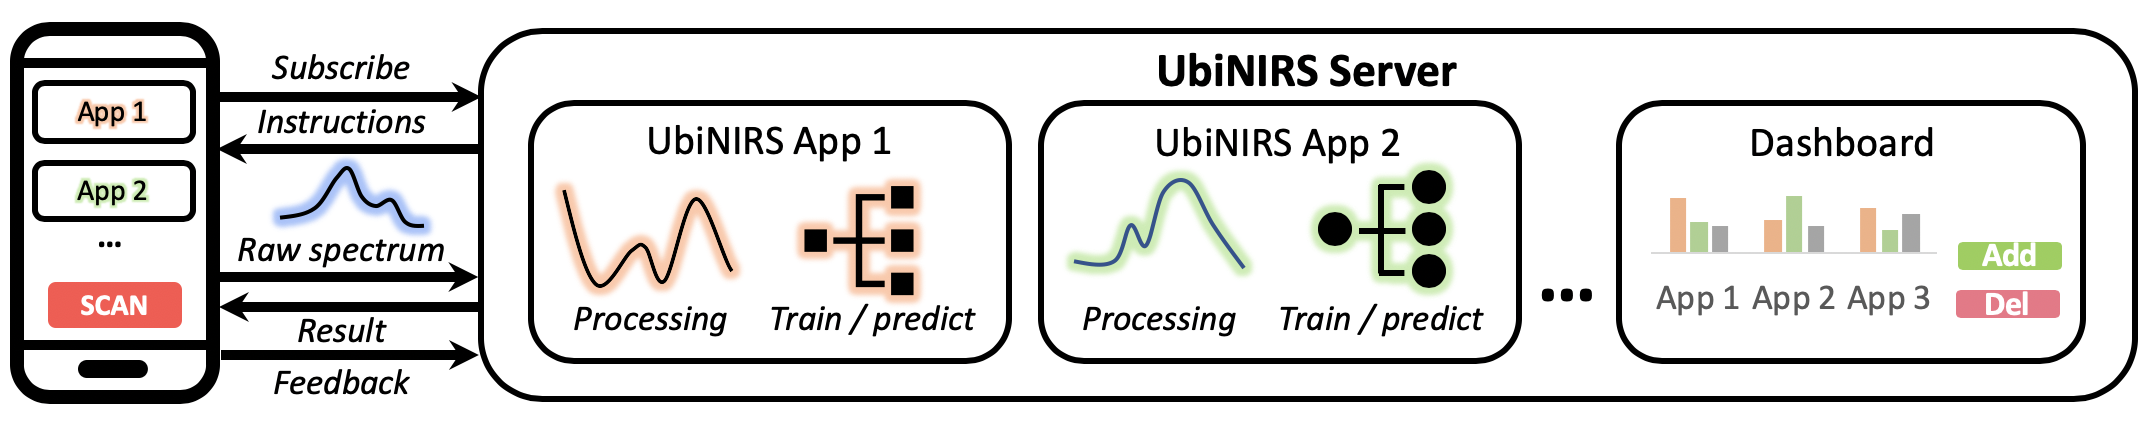 App 1
App 2
...
SCAN
Subscribe
Instructions
Raw spectrum
Result
Feedback
UbiNIRS Server
UbiNIRS App 1
Processing
Train / predict
UbiNIRS App 2
Processing
Train / predict
...
Dashboard
App 1 App 2 App 3
Add
Del